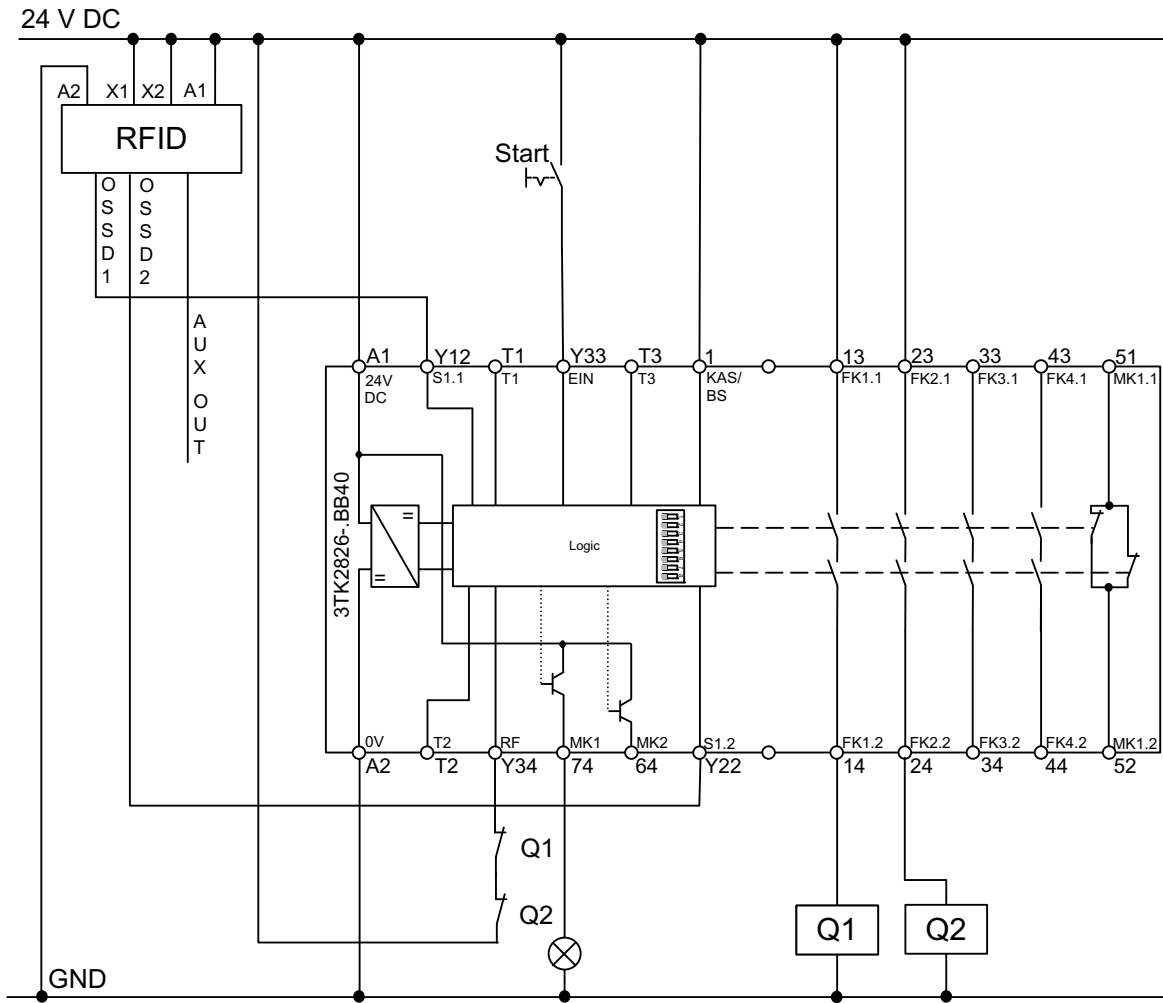 24 V DC
A2 X1 X2 A1
RFID
OSSD1
OSSD2
AUX OUT
Start
A1 Y12 T1 Y33 T3 1 13 23 33 43 51
24V DC S1.1 T1 EIN T3 KAS/BS FK1.1 FK2.1 FK3.1 FK4.1 MK1.1
3TK2826-.BB40
Logic
0V T2 RF MK1 MK2 S1.2 FK1.2 FK2.2 FK3.2 FK4.2 MK1.2
A2 T2 Y34 74 64 Y22 14 24 34 44 52
Q1
Q2
Q1 Q2
GND